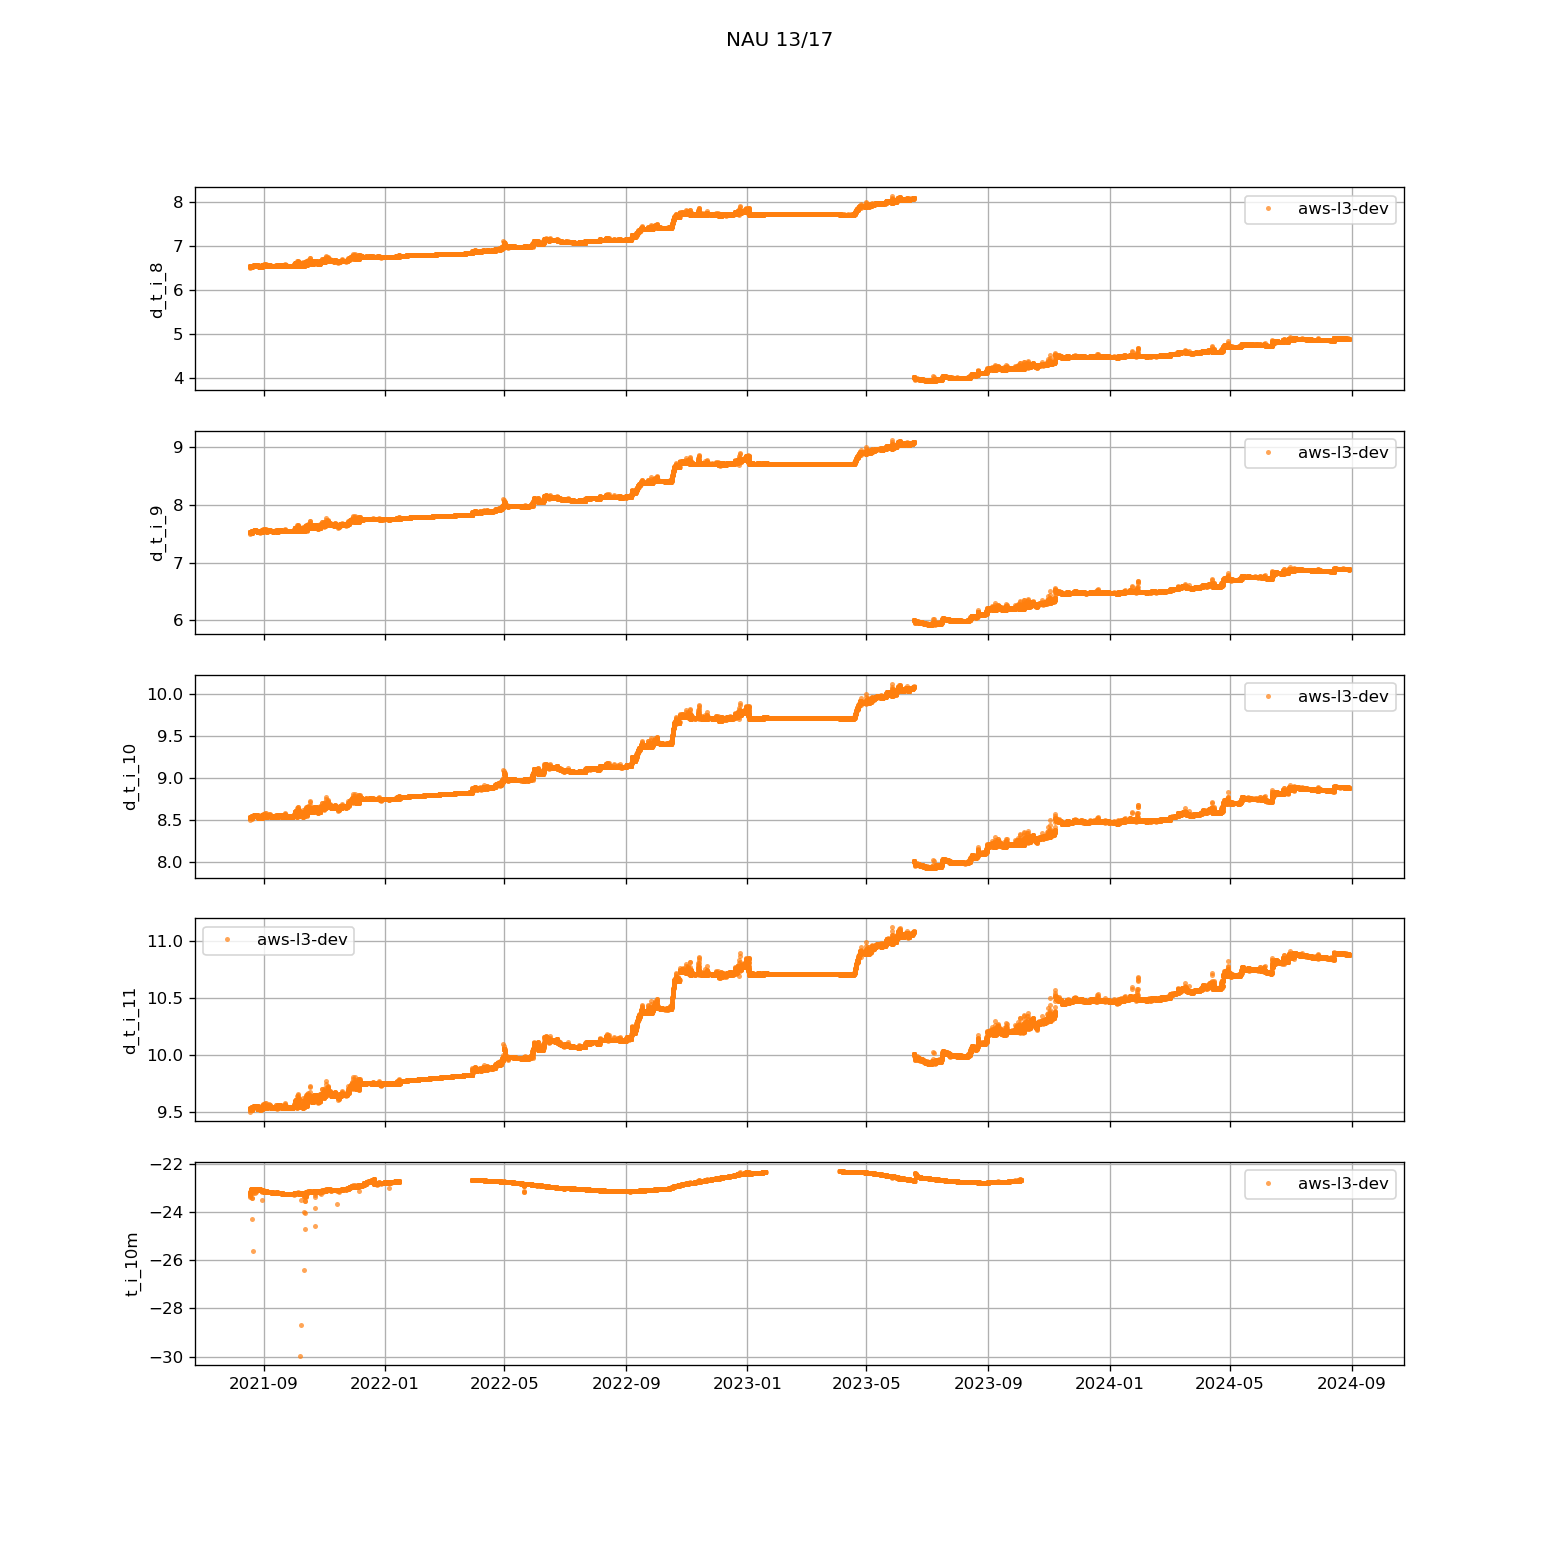 NAU 13/17
8
7
6
5
4
d_t_i_8
aws-l3-dev
9
8
7
6
d_t_i_9
aws-l3-dev
10.0
9.5
9.0
8.5
8.0
d_t_i_10
aws-l3-dev
11.0
10.5
10.0
9.5
d_t_i_11
aws-l3-dev
−22
−24
−26
−28
−30
t_i_10m
aws-l3-dev
2021-09 2022-01 2022-05 2022-09 2023-01 2023-05 2023-09 2024-01 2024-05 2024-09